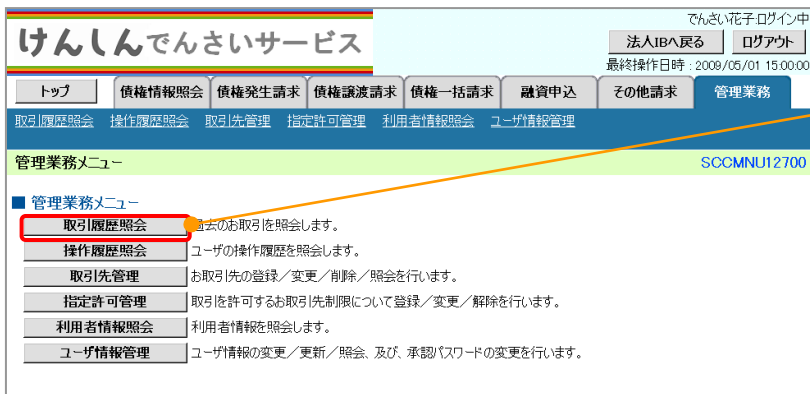 でんさい花子:ログイン中
けんしんでんさいサービス
法人IBへ戻る ログアウト
最終操作日時 : 2009/05/01 15:00:00
トップ 債権情報照会 債権発生請求 債権譲渡請求 債権一括請求 融資申込 その他請求 管理業務
取引履歴照会 操作履歴照会 取引先管理 指定許可管理 利用者情報照会 ユーザ情報管理
管理業務メニュー SCCMNU12700
■ 管理業務メニュー
取引履歴照会 過去のお取引を照会します。
操作履歴照会 ユーザの操作履歴を照会します。
取引先管理 お取引先の登録／変更／削除／照会を行います。
指定許可管理 取引を許可するお取引先制限について登録／変更／解除を行います。
利用者情報照会 利用者情報を照会します。
ユーザ情報管理 ユーザ情報の変更／更新／照会、及び、承認パスワードの変更を行います。